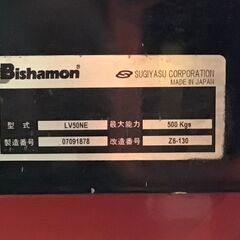 Bishamon
SUGIYASU CORPORATION
MADE IN JAPAN
型式 LV50NE 最大能力 500 Kgs
製造番号 07091878 改造番号 Z6-130